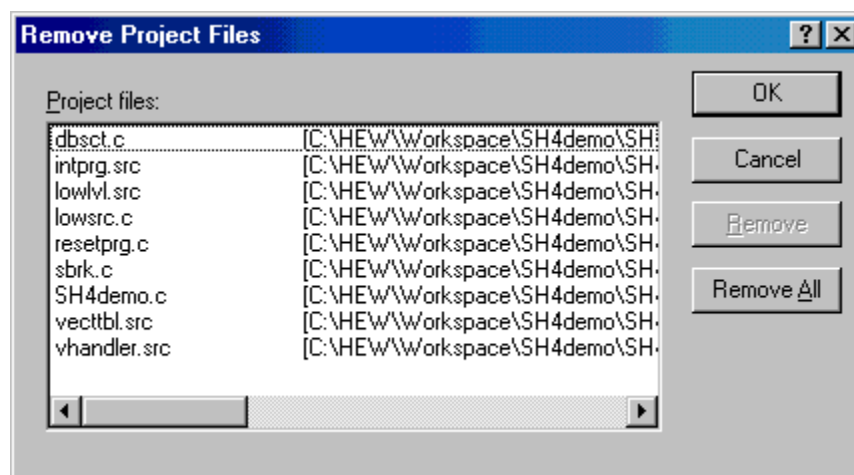 Remove Project Files
Project files:
dbsct.c [C:\HEW\Workspace\SH4demo\SH
intprg.src [C:\HEW\Workspace\SH4demo\SH
lowlvl.src [C:\HEW\Workspace\SH4demo\SH
lowsrc.c [C:\HEW\Workspace\SH4demo\SH
resetprg.c [C:\HEW\Workspace\SH4demo\SH
sbrk.c [C:\HEW\Workspace\SH4demo\SH
SH4demo.c [C:\HEW\Workspace\SH4demo\SH
vecttbl.src [C:\HEW\Workspace\SH4demo\SH
vhandler.src [C:\HEW\Workspace\SH4demo\SH
OK
Cancel
Remove
Remove All